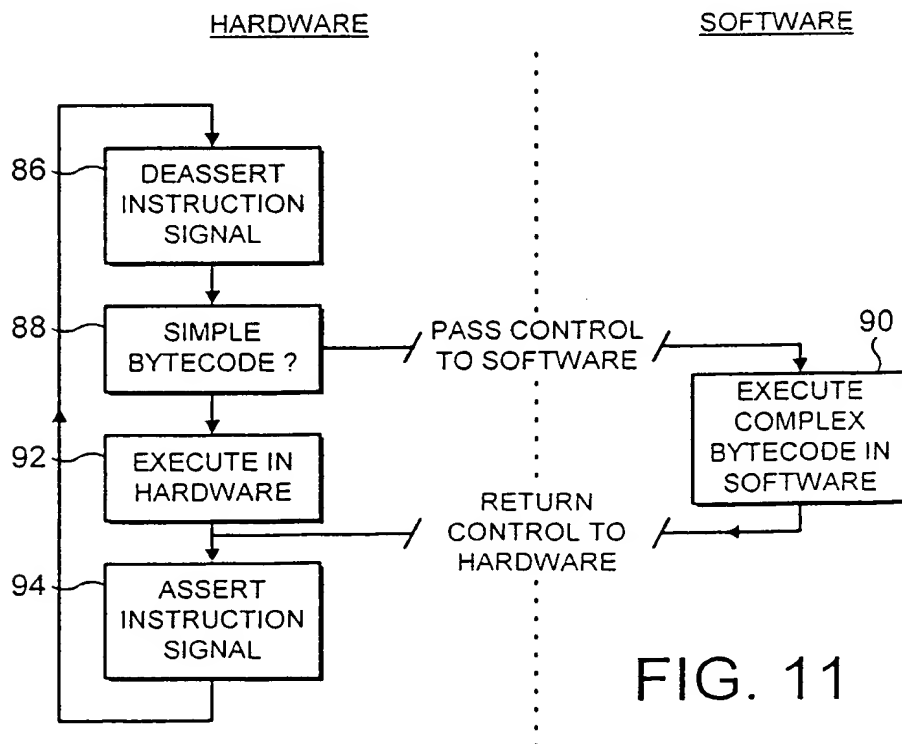 HARDWARE
SOFTWARE
86
DEASSERT
INSTRUCTION
SIGNAL
88
SIMPLE
BYTECODE ?
PASS CONTROL
TO SOFTWARE
90
EXECUTE
COMPLEX
BYTECODE IN
SOFTWARE
92
EXECUTE IN
HARDWARE
RETURN
CONTROL TO
HARDWARE
94
ASSERT
INSTRUCTION
SIGNAL
FIG. 11